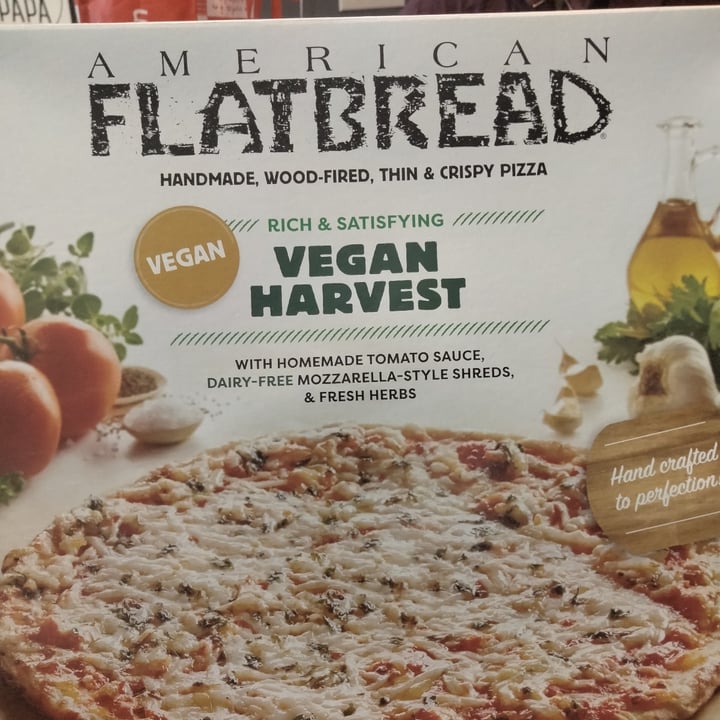 PAPA
AMERICAN
FLATBREAD®
HANDMADE, WOOD-FIRED, THIN & CRISPY PIZZA
VEGAN
RICH & SATISFYING
VEGAN
HARVEST
WITH HOMEMADE TOMATO SAUCE,
DAIRY-FREE MOZZARELLA-STYLE SHREDS,
& FRESH HERBS
Hand crafted
to perfection!